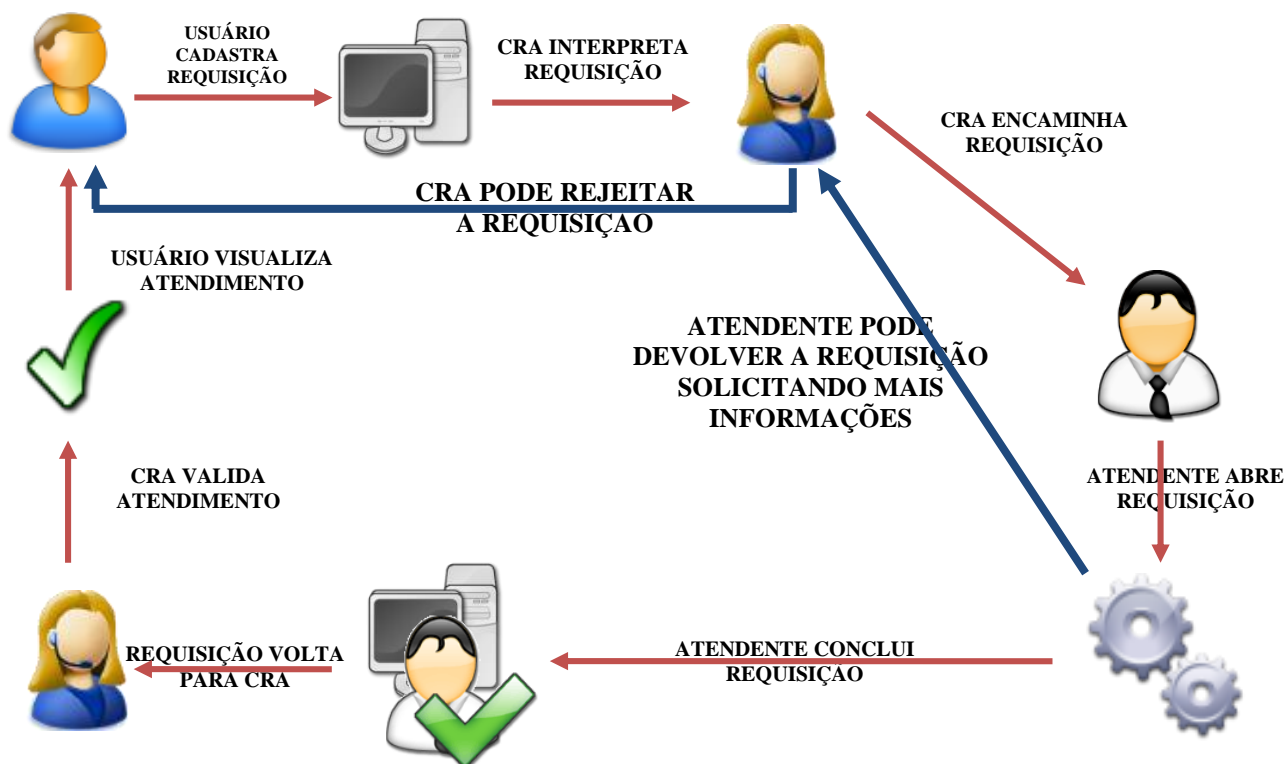 USUÁRIO
CADASTRA
REQUISIÇÃO
CRA INTERPRETA
REQUISIÇÃO
CRA ENCAMINHA
REQUISIÇÃO
CRA PODE REJEITAR
A REQUISIÇAO
USUÁRIO VISUALIZA
ATENDIMENTO
ATENDENTE PODE
DEVOLVER A REQUISIÇÃO
SOLICITANDO MAIS
INFORMAÇÕES
CRA VALIDA
ATENDIMENTO
ATENDENTE ABRE
REQUISIÇÃO
REQUISIÇÃO VOLTA
PARA CRA
ATENDENTE CONCLUI
REQUISIÇÃO